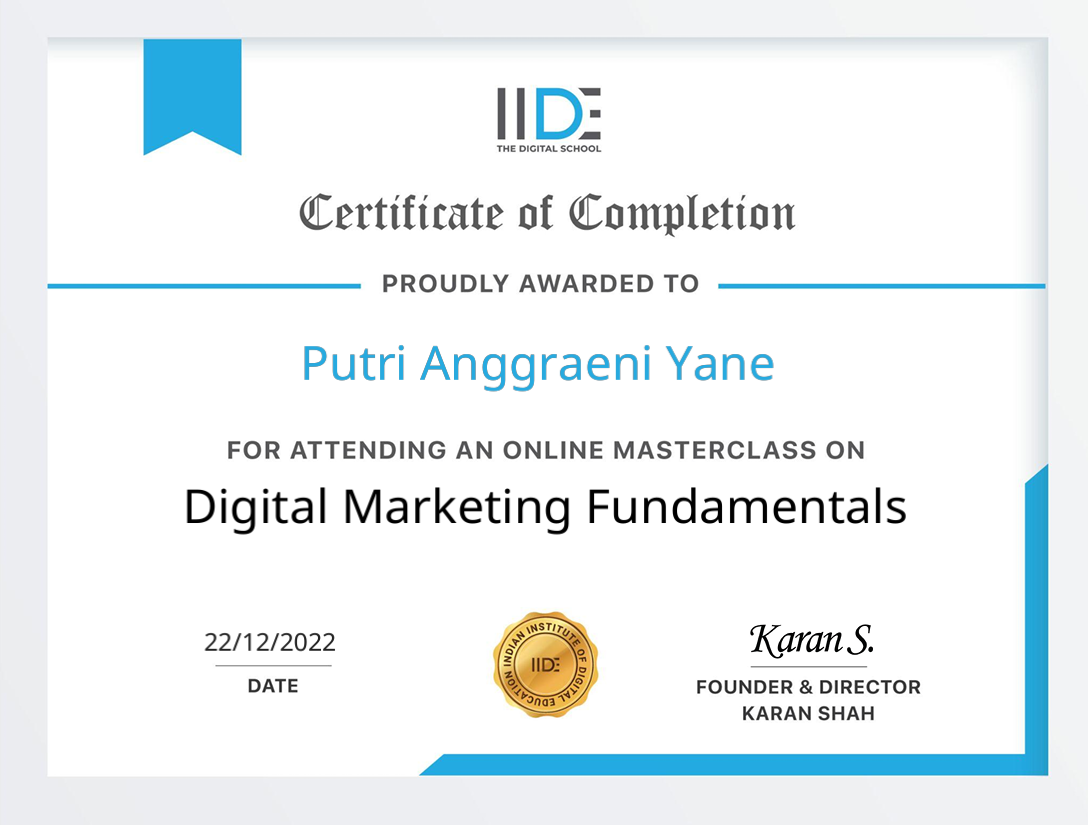 IIDE
THE DIGITAL SCHOOL
Certificate of Completion
PROUDLY AWARDED TO
Putri Anggraeni Yane
FOR ATTENDING AN ONLINE MASTERCLASS ON
Digital Marketing Fundamentals
22/12/2022
DATE
INDIAN INSTITUTE OF DIGITAL EDUCATION
IIDE
Karan S.
FOUNDER & DIRECTOR
KARAN SHAH